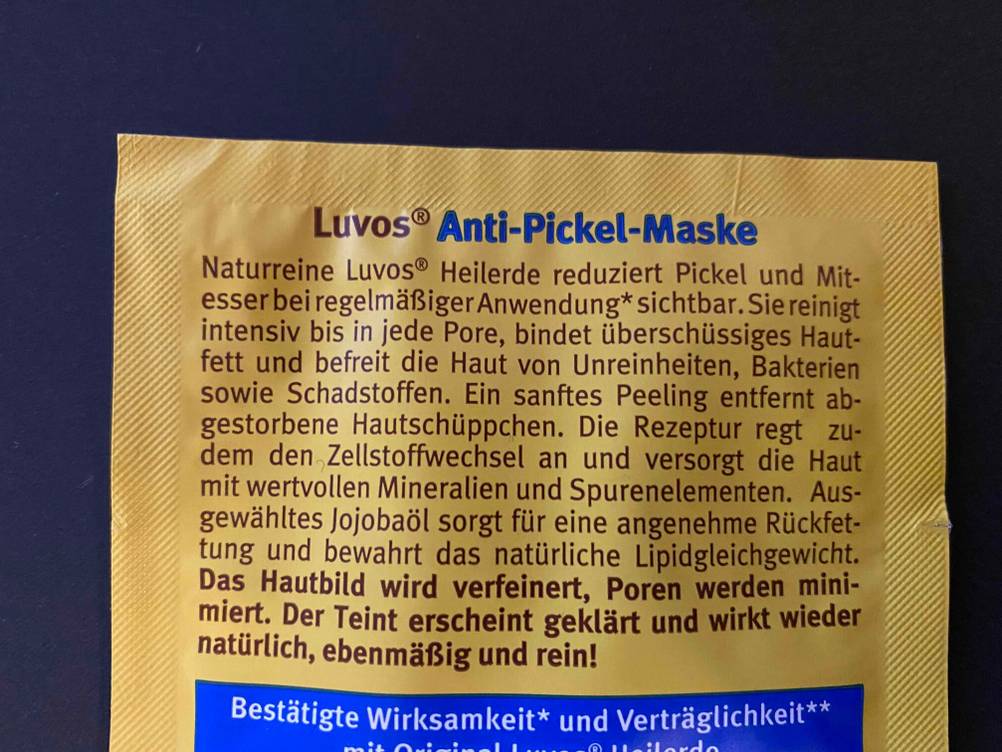 Luvos® Anti-Pickel-Maske
Naturreine Luvos® Heilerde reduziert Pickel und Mit-
esser bei regelmäßiger Anwendung* sichtbar. Sie reinigt
intensiv bis in jede Pore, bindet überschüssiges Haut-
fett und befreit die Haut von Unreinheiten, Bakterien
sowie Schadstoffen. Ein sanftes Peeling entfernt ab-
gestorbene Hautschüppchen. Die Rezeptur regt zu-
dem den Zellstoffwechsel an und versorgt die Haut
mit wertvollen Mineralien und Spurenelementen. Aus-
gewähltes Jojobaöl sorgt für eine angenehme Rückfet-
tung und bewahrt das natürliche Lipidgleichgewicht.
Das Hautbild wird verfeinert, Poren werden mini-
miert. Der Teint erscheint geklärt und wirkt wieder
natürlich, ebenmäßig und rein!
Bestätigte Wirksamkeit* und Verträglichkeit**
mit Original Luvos® Heilerde